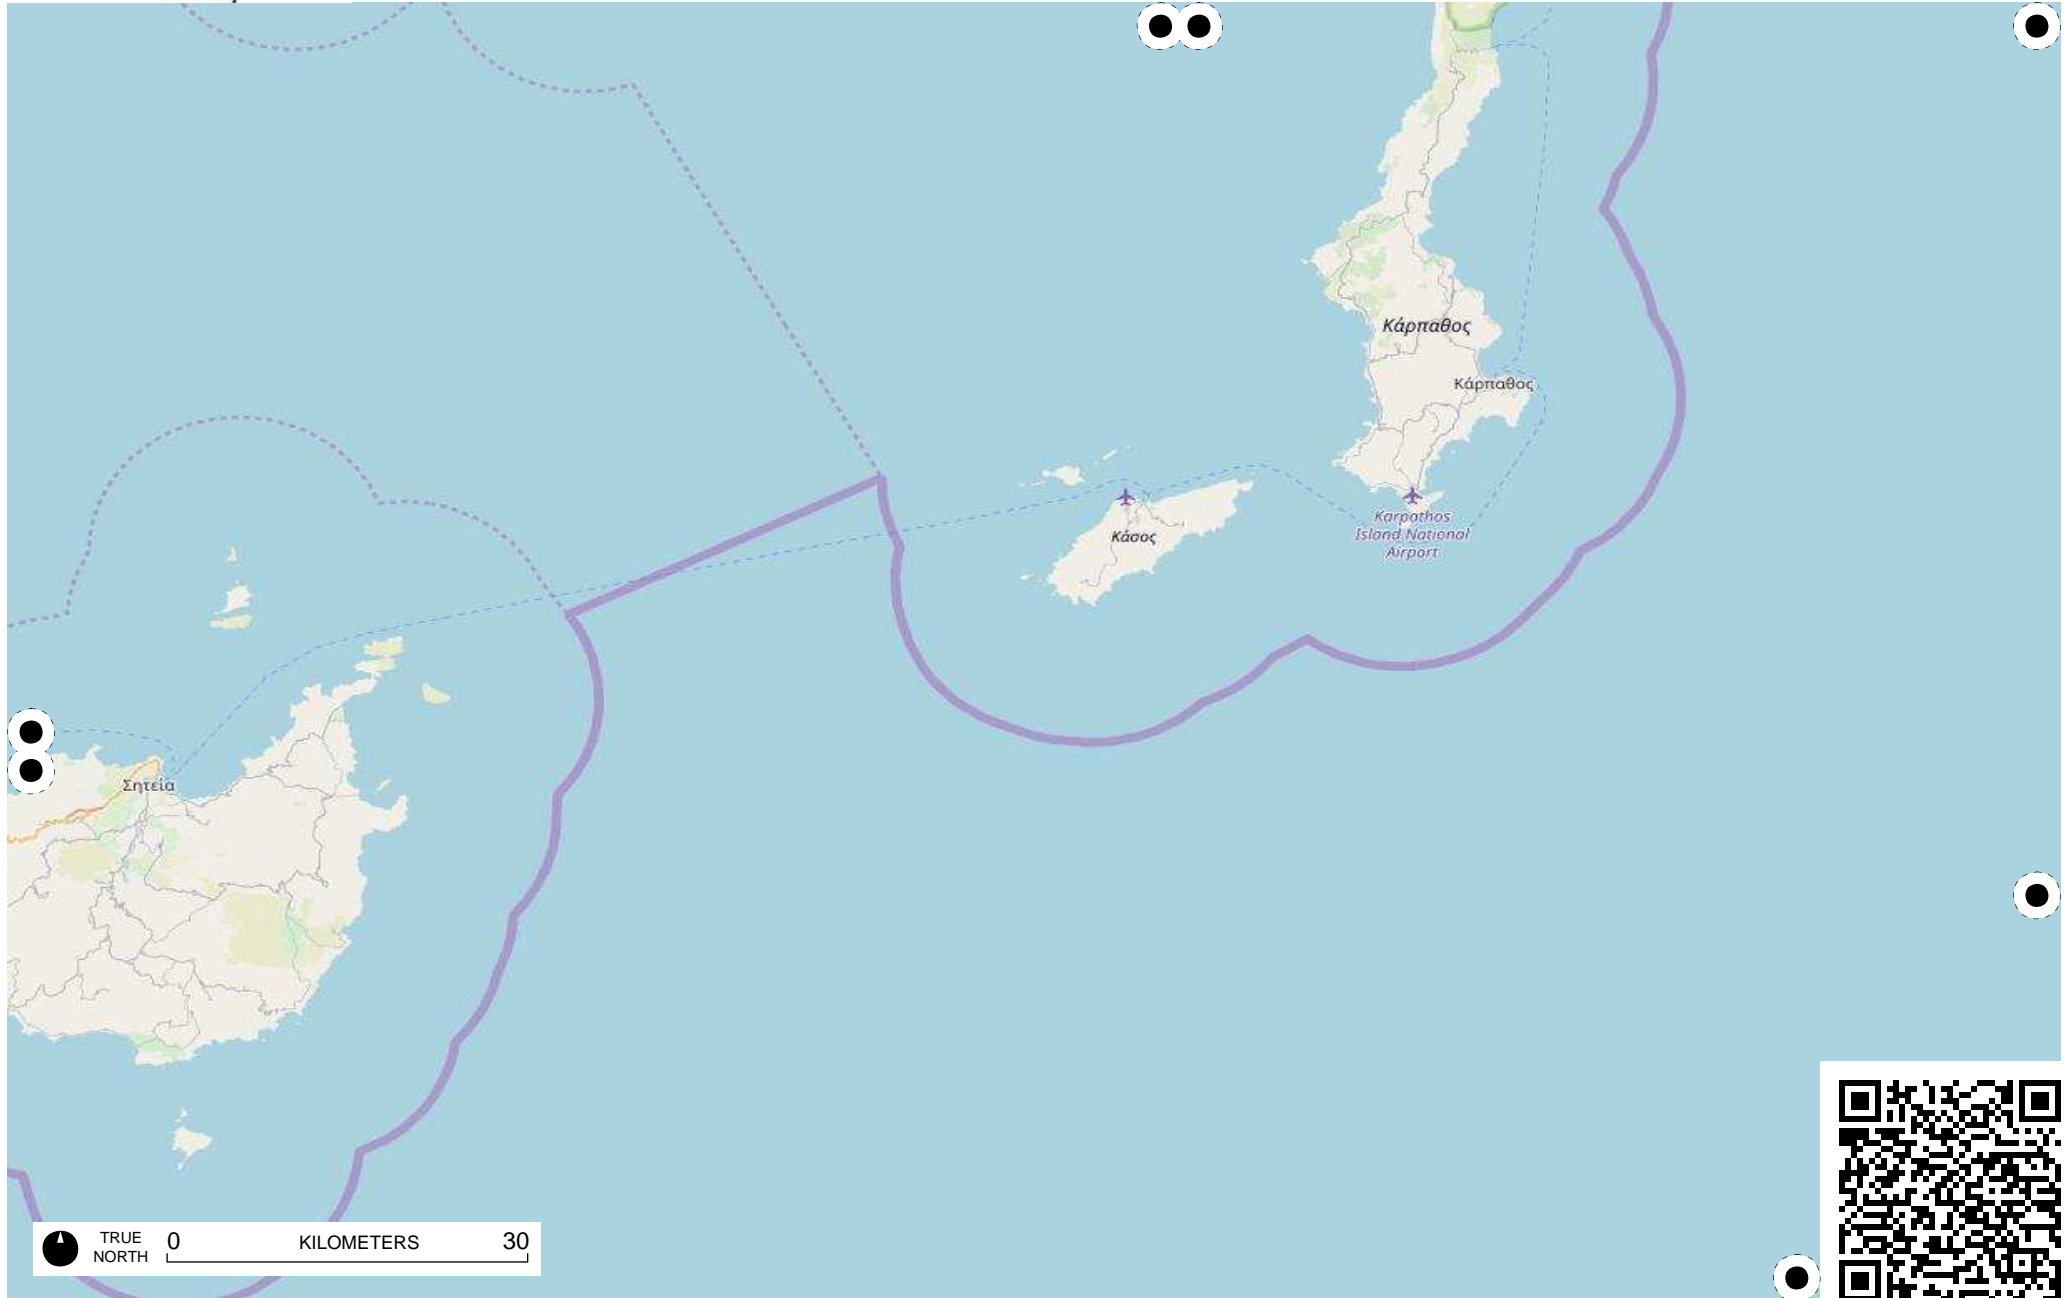 Κάρπαθος
Κάρπαθος
Karpathos
Island National
Airport
Κάσος
Σητεία
TRUE
NORTH
0
KILOMETERS
30